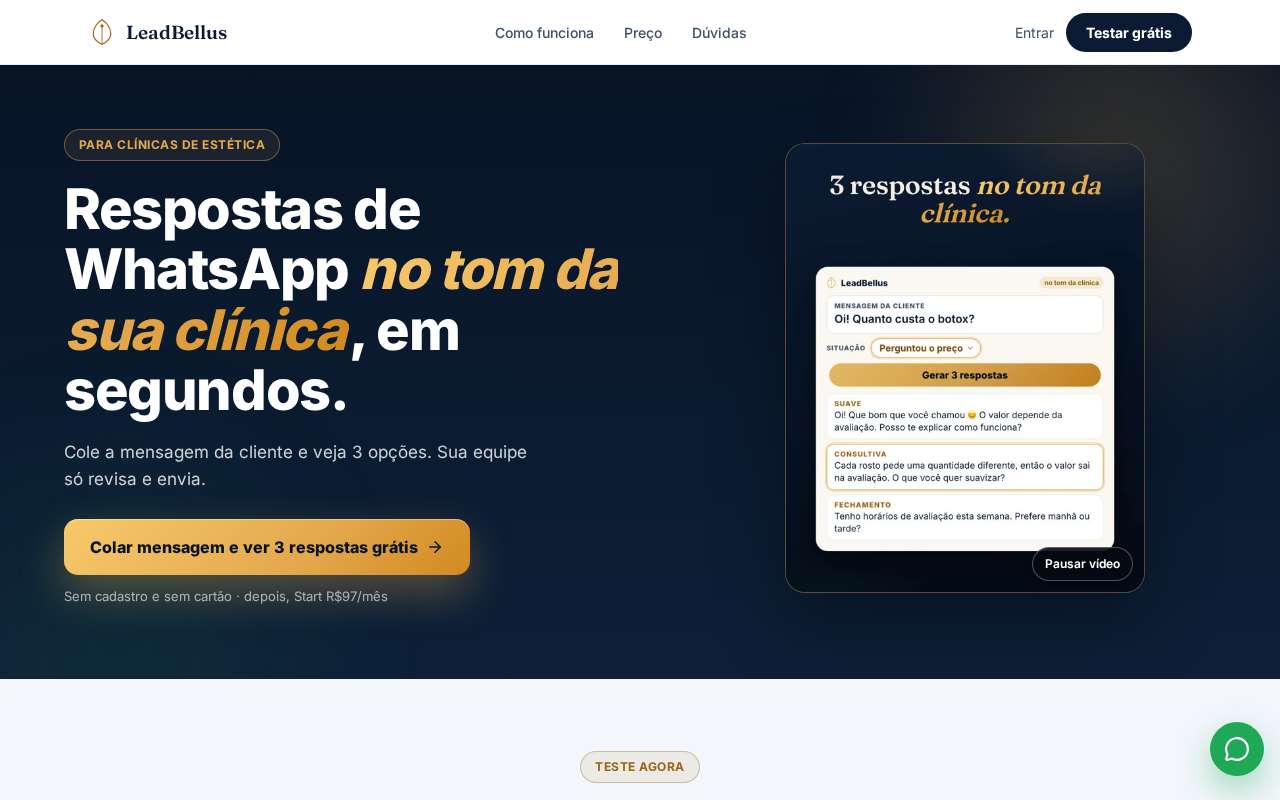 LeadBellus
Como funciona
Preço
Dúvidas
Entrar
Testar grátis
PARA CLÍNICAS DE ESTÉTICA
Respostas de
WhatsApp no tom da
sua clínica, em
segundos.
Cole a mensagem da cliente e veja 3 opções. Sua equipe
só revisa e envia.
Colar mensagem e ver 3 respostas grátis →
Sem cadastro e sem cartão · depois, Start R$97/mês
3 respostas no tom da
clínica.
LeadBellus
no tom da clínica
MENSAGEM DA CLIENTE
Oi! Quanto custa o botox?
SITUAÇÃO
Perguntou o preço
Gerar 3 respostas
SUAVE
Oi! Que bom que você chamou 😊 O valor depende da
avaliação. Posso te explicar como funciona?
CONSULTIVA
Cada rosto pede uma quantidade diferente, então o valor sai
na avaliação. O que você quer suavizar?
FECHAMENTO
Tenho horários de avaliação esta semana. Prefere manhã ou
tarde?
Pausar vídeo
TESTE AGORA